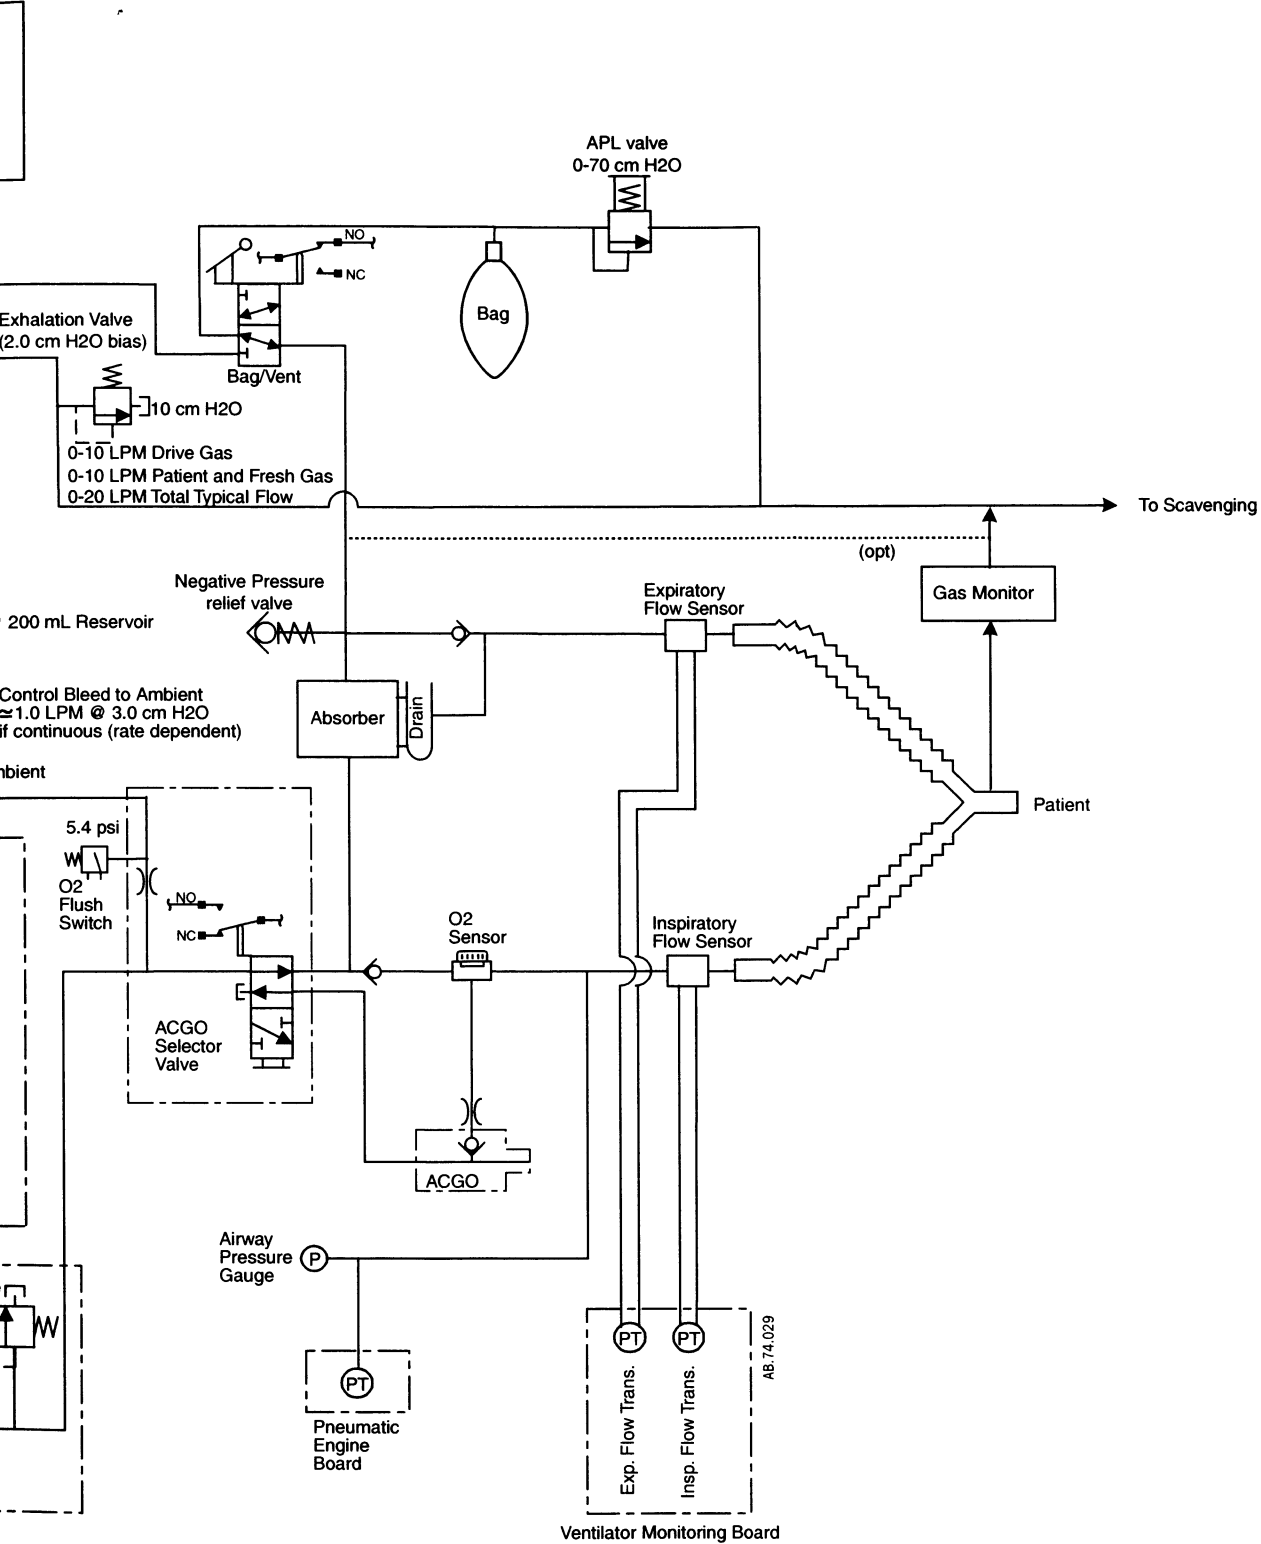 APL valve
0-70 cm H2O
NO
NC
Bag
Exhalation Valve
(2.0 cm H2O bias)
Bag/Vent
10 cm H2O
0-10 LPM Drive Gas
0-10 LPM Patient and Fresh Gas
0-20 LPM Total Typical Flow
To Scavenging
(opt)
Negative Pressure
relief valve
Expiratory
Flow Sensor
Gas Monitor
200 mL Reservoir
Control Bleed to Ambient
≃1.0 LPM @ 3.0 cm H2O
if continuous (rate dependent)
Absorber
Drain
mbient
Patient
5.4 psi
O2
Flush
Switch
NO
NC
O2
Sensor
Inspiratory
Flow Sensor
ACGO
Selector
Valve
ACGO
Airway
Pressure
Gauge
P
PT
Pneumatic
Engine
Board
PT
PT
Exp. Flow Trans.
Insp. Flow Trans.
AB.74.029
Ventilator Monitoring Board